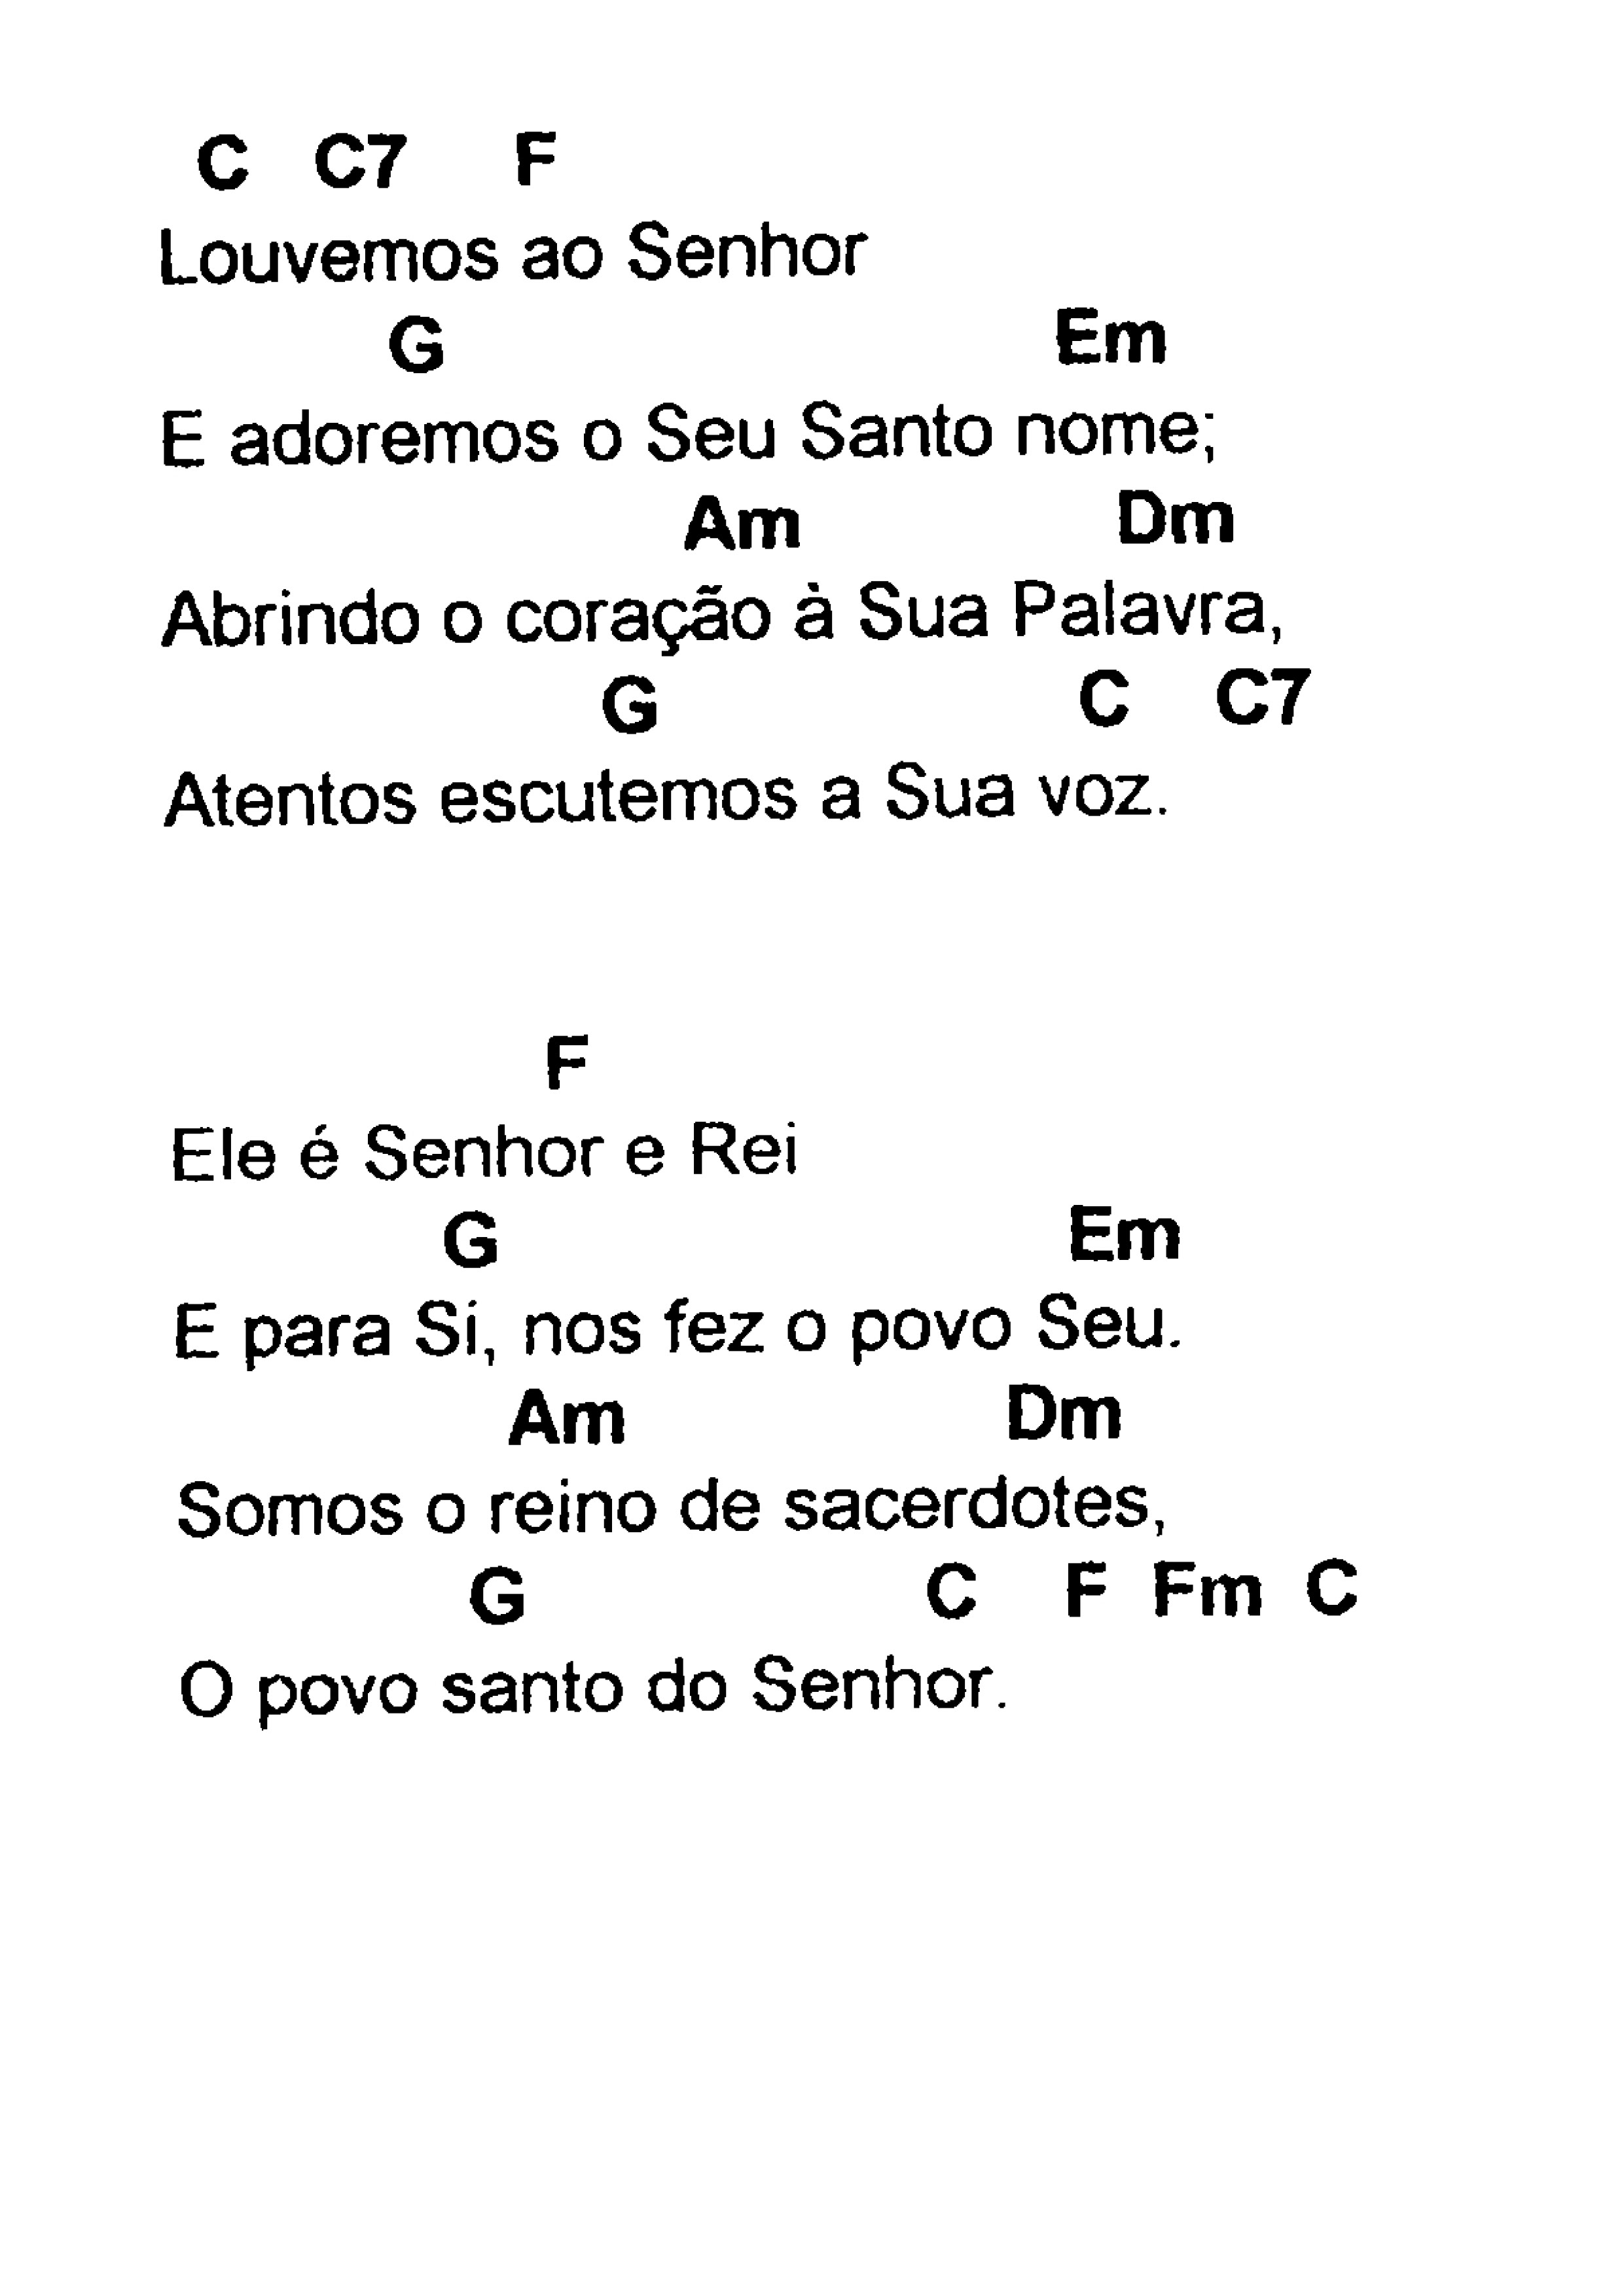 C C7 F
Louvemos ao Senhor
G Em
E adoremos o Seu Santo nome;
Am Dm
Abrindo o coração à Sua Palavra,
G C C7
Atentos escutemos a Sua voz.
F
Ele é Senhor e Rei
G Em
E para Si, nos fez o povo Seu.
Am Dm
Somos o reino de sacerdotes,
G C F Fm C
O povo santo do Senhor.